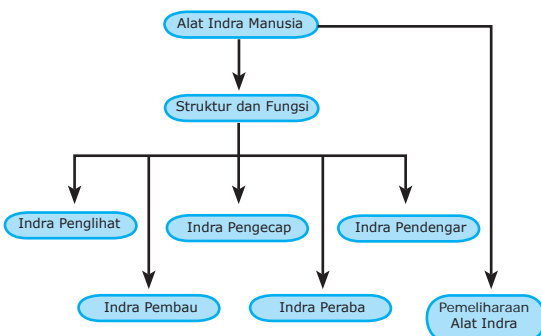 Alat Indra Manusia
Struktur dan Fungsi
Indra Penglihat
Indra Pengecap
Indra Pendengar
Indra Pembau
Indra Peraba
Pemeliharaan
Alat Indra